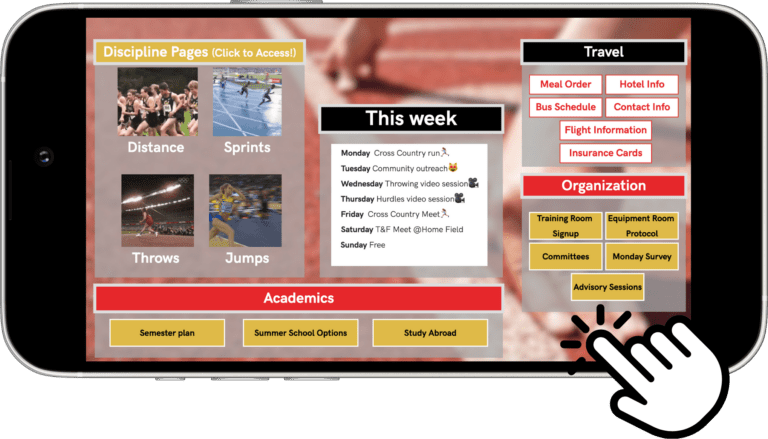 Discipline Pages (Click to Access!)
Distance
Sprints
Throws
Jumps
This week
Monday Cross Country run🏃
Tuesday Community outreach😻
Wednesday Throwing video session🎥
Thursday Hurdles video session🎥
Friday Cross Country Meet🏃
Saturday T&F Meet @Home Field
Sunday Free
Travel
Meal Order
Hotel Info
Bus Schedule
Contact Info
Flight Information
Insurance Cards
Organization
Training Room
Signup
Equipment Room
Protocol
Committees
Monday Survey
Advisory Sessions
Academics
Semester plan
Summer School Options
Study Abroad